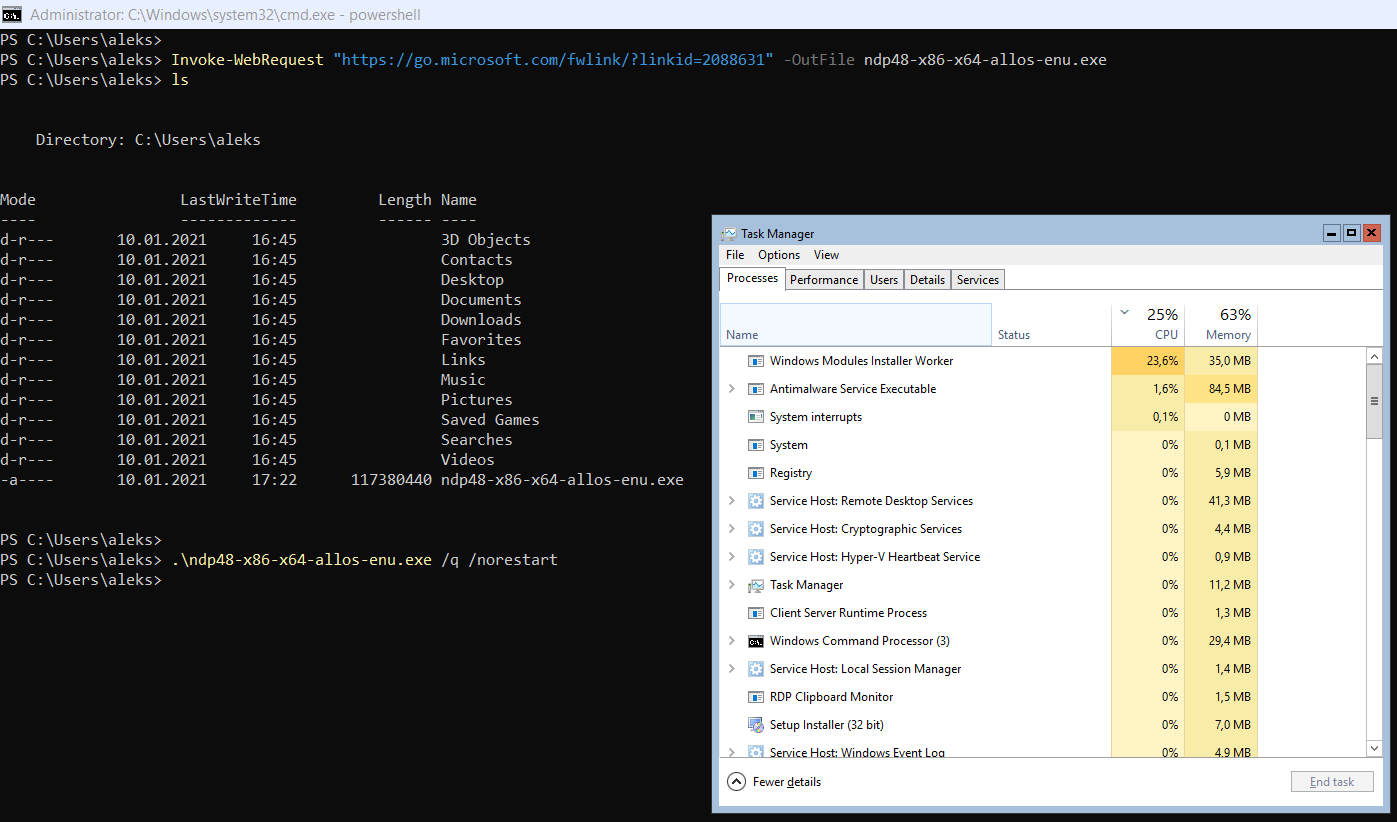 Administrator: C:\Windows\system32\cmd.exe - powershell
PS C:\Users\aleks>
PS C:\Users\aleks> Invoke-WebRequest "https://go.microsoft.com/fwlink/?linkid=2088631" -OutFile ndp48-x86-x64-allos-enu.exe
PS C:\Users\aleks> ls
Directory: C:\Users\aleks
Mode LastWriteTime Length Name
---- ------------- ------ ----
d-r--- 10.01.2021 16:45 3D Objects
d-r--- 10.01.2021 16:45 Contacts
d-r--- 10.01.2021 16:45 Desktop
d-r--- 10.01.2021 16:45 Documents
d-r--- 10.01.2021 16:45 Downloads
d-r--- 10.01.2021 16:45 Favorites
d-r--- 10.01.2021 16:45 Links
d-r--- 10.01.2021 16:45 Music
d-r--- 10.01.2021 16:45 Pictures
d-r--- 10.01.2021 16:45 Saved Games
d-r--- 10.01.2021 16:45 Searches
d-r--- 10.01.2021 16:45 Videos
-a---- 10.01.2021 17:22 117380440 ndp48-x86-x64-allos-enu.exe
PS C:\Users\aleks>
PS C:\Users\aleks> .\ndp48-x86-x64-allos-enu.exe /q /norestart
PS C:\Users\aleks>
Task Manager
File Options View
Processes Performance Users Details Services
25% 63%
Name Status CPU Memory
Windows Modules Installer Worker 23,6% 35,0 MB
Antimalware Service Executable 1,6% 84,5 MB
System interrupts 0,1% 0 MB
System 0% 0,1 MB
Registry 0% 5,9 MB
Service Host: Remote Desktop Services 0% 41,3 MB
Service Host: Cryptographic Services 0% 4,4 MB
Service Host: Hyper-V Heartbeat Service 0% 0,9 MB
Task Manager 0% 11,2 MB
Client Server Runtime Process 0% 1,3 MB
Windows Command Processor (3) 0% 29,4 MB
Service Host: Local Session Manager 0% 1,4 MB
RDP Clipboard Monitor 0% 1,5 MB
Setup Installer (32 bit) 0% 7,0 MB
Service Host: Windows Event Log 0% 4,9 MB
Fewer details End task